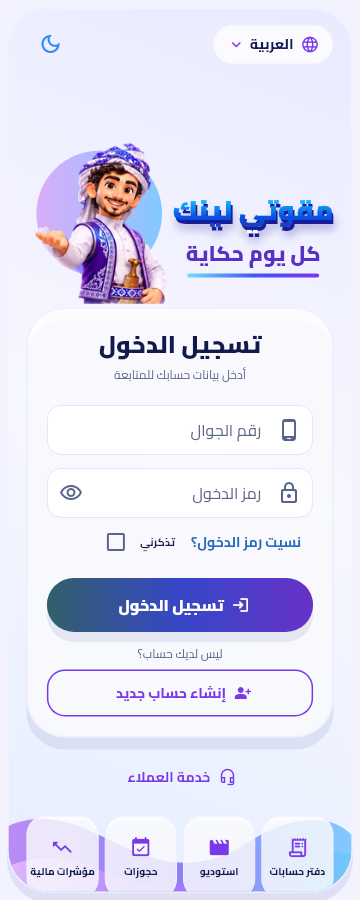 العربية
مقوتي لينك
كل يوم حكاية
تسجيل الدخول
أدخل بيانات حسابك للمتابعة
رقم الجوال
رمز الدخول
نسيت رمز الدخول؟ تذكرني
تسجيل الدخول
ليس لديك حساب؟
إنشاء حساب جديد
خدمة العملاء
دفتر حسابات استوديو حجوزات مؤشرات مالية